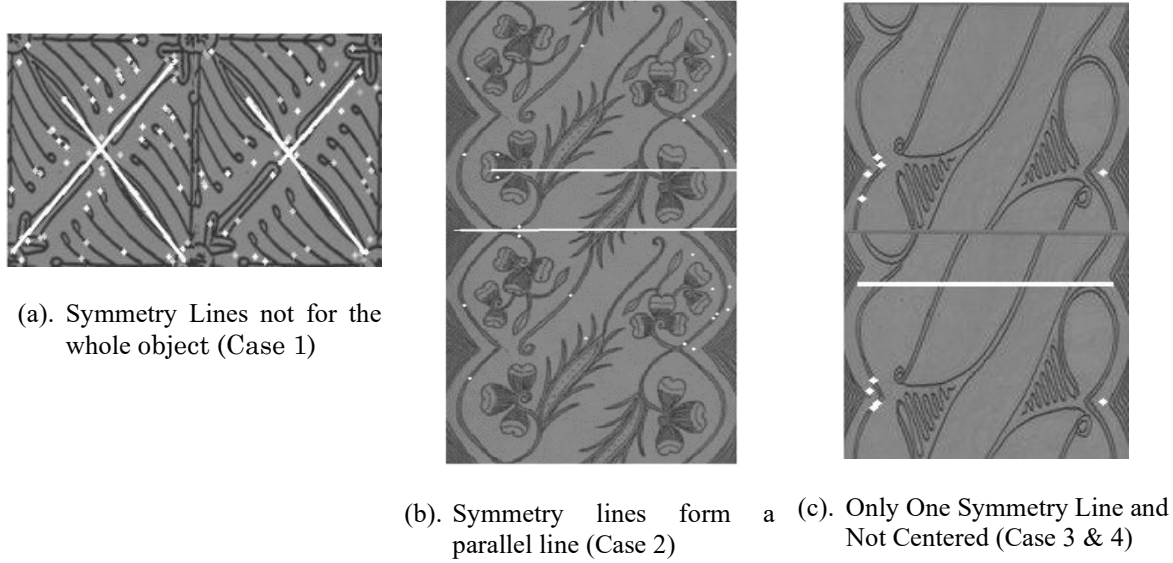 (a). Symmetry Lines not for the
whole object (Case 1)
(b). Symmetry lines form a
parallel line (Case 2)
(c). Only One Symmetry Line and
Not Centered (Case 3 & 4)